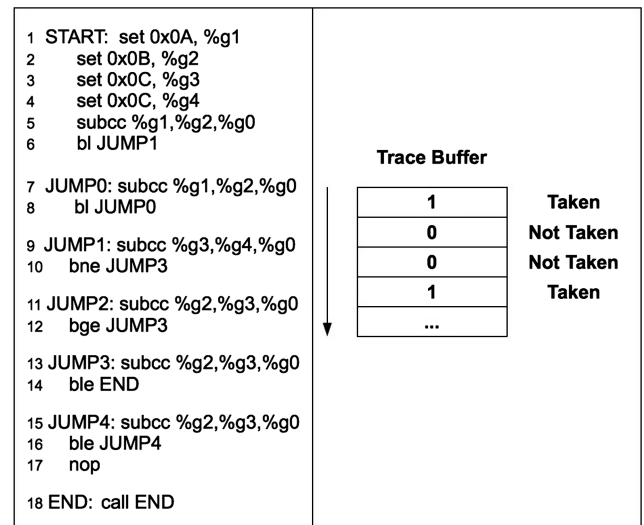 1 START: set 0x0A, %g1
2 set 0x0B, %g2
3 set 0x0C, %g3
4 set 0x0C, %g4
5 subcc %g1,%g2,%g0
6 bl JUMP1
7 JUMP0: subcc %g1,%g2,%g0
8 bl JUMP0
9 JUMP1: subcc %g3,%g4,%g0
10 bne JUMP3
11 JUMP2: subcc %g2,%g3,%g0
12 bge JUMP3
13 JUMP3: subcc %g2,%g3,%g0
14 ble END
15 JUMP4: subcc %g2,%g3,%g0
16 ble JUMP4
17 nop
18 END: call END
Trace Buffer
1 Taken
0 Not Taken
0 Not Taken
1 Taken
...